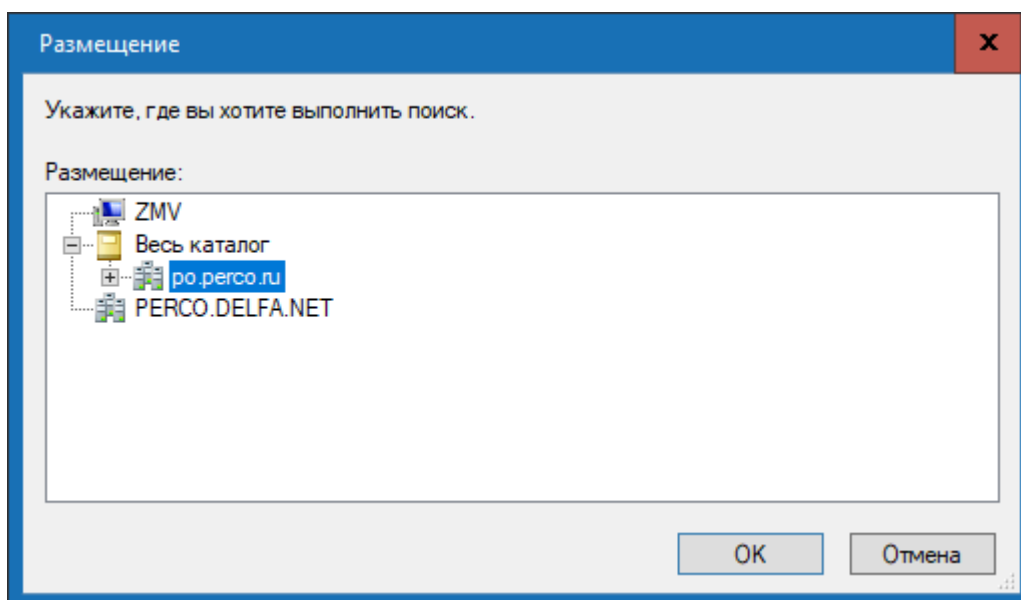 Размещение
Укажите, где вы хотите выполнить поиск.
Размещение:
ZMV
Весь каталог
po.perco.ru
PERCO.DELFA.NET
OK
Отмена